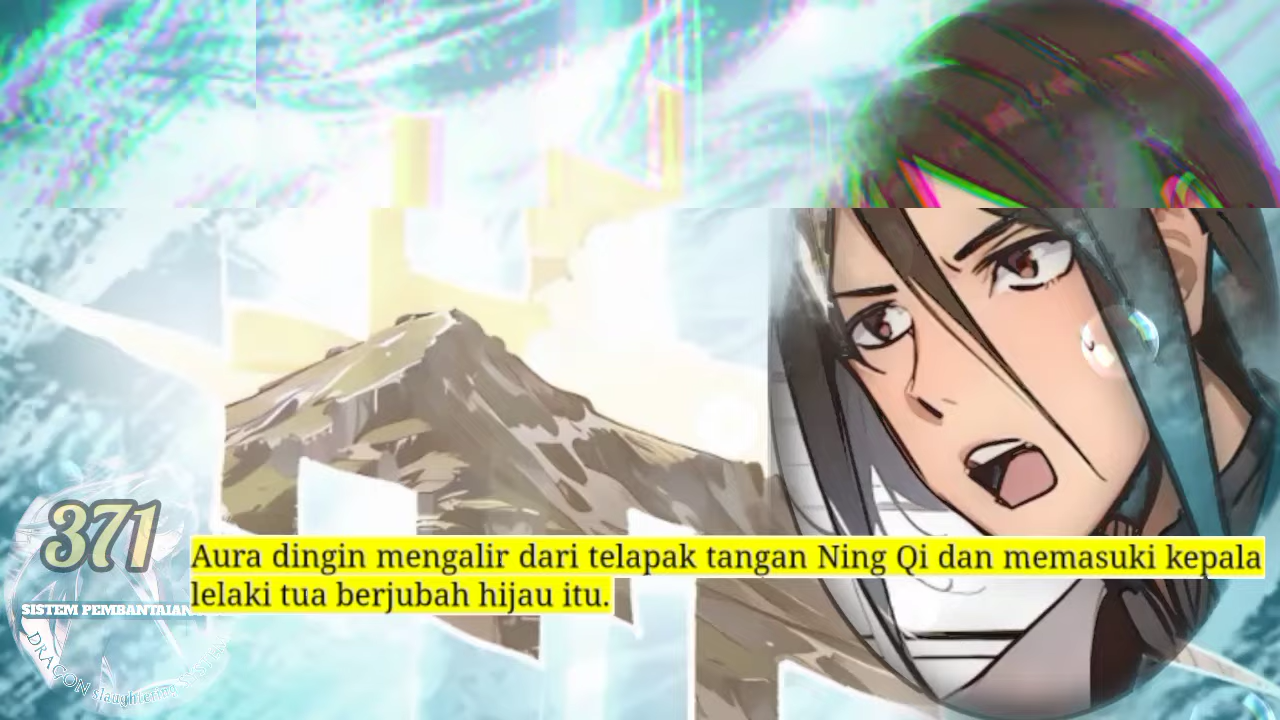 371
Aura dingin mengalir dari telapak tangan Ning Qi dan memasuki kepala
lelaki tua berjubah hijau itu.
SISTEM PEMBANTAIAN
DRAGON slaughtering